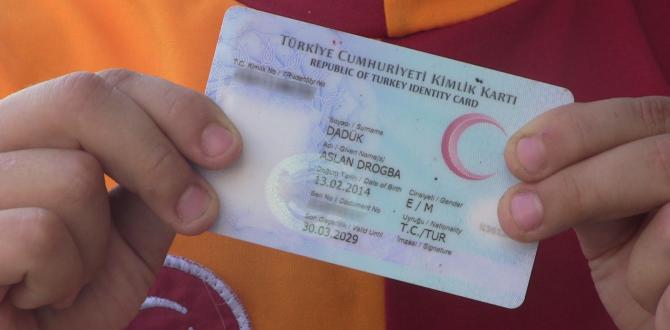 TÜRKİYE CUMHURİYETİ KİMLİK KARTI
REPUBLIC OF TURKEY IDENTITY CARD
T.C. Kimlik No / TR Identity No
Soyadı / Surname
DADÜK
Adı / Given Name(s)
ASLAN DROGBA
Doğum Tarihi / Date of Birth
13.02.2014
Cinsiyeti / Gender
E / M
Seri No / Document No
Uyruğu / Nationality
T.C./TUR
Son Geçerlilik / Valid Until
30.03.2029
İmzası / Signature